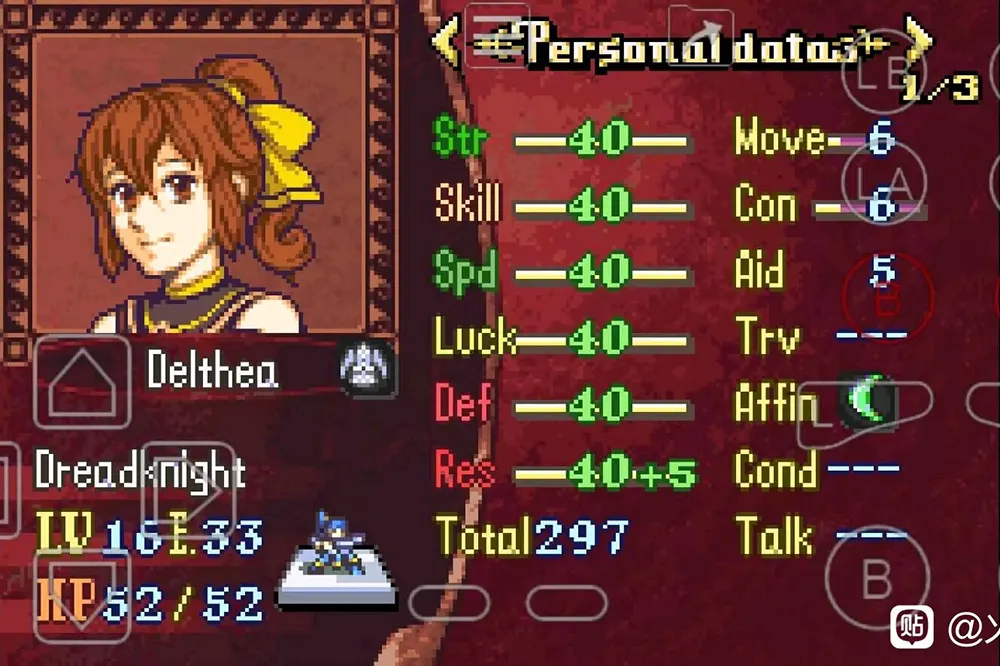 Personal data
1/3
Str 40 Move 6
Skill 40 Con 6
Spd 40 Aid 5
Luck 40 Trv ---
Def 40 Affin
Res 40+5 Cond ---
Total 297 Talk ---
Delthea
Dreadknight
LV 16 E 33
HP 52/52
LB
LA
B
L
B
贴 @